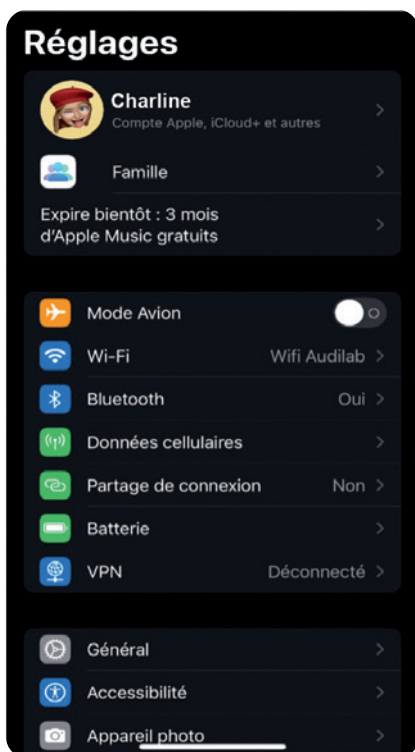 Réglages
Charline
Compte Apple, iCloud+ et autres
Famille
Expire bientôt : 3 mois
d'Apple Music gratuits
Mode Avion
Wi-Fi Wifi Audilab
Bluetooth Oui
Données cellulaires
Partage de connexion Non
Batterie
VPN Déconnecté
Général
Accessibilité
Appareil photo